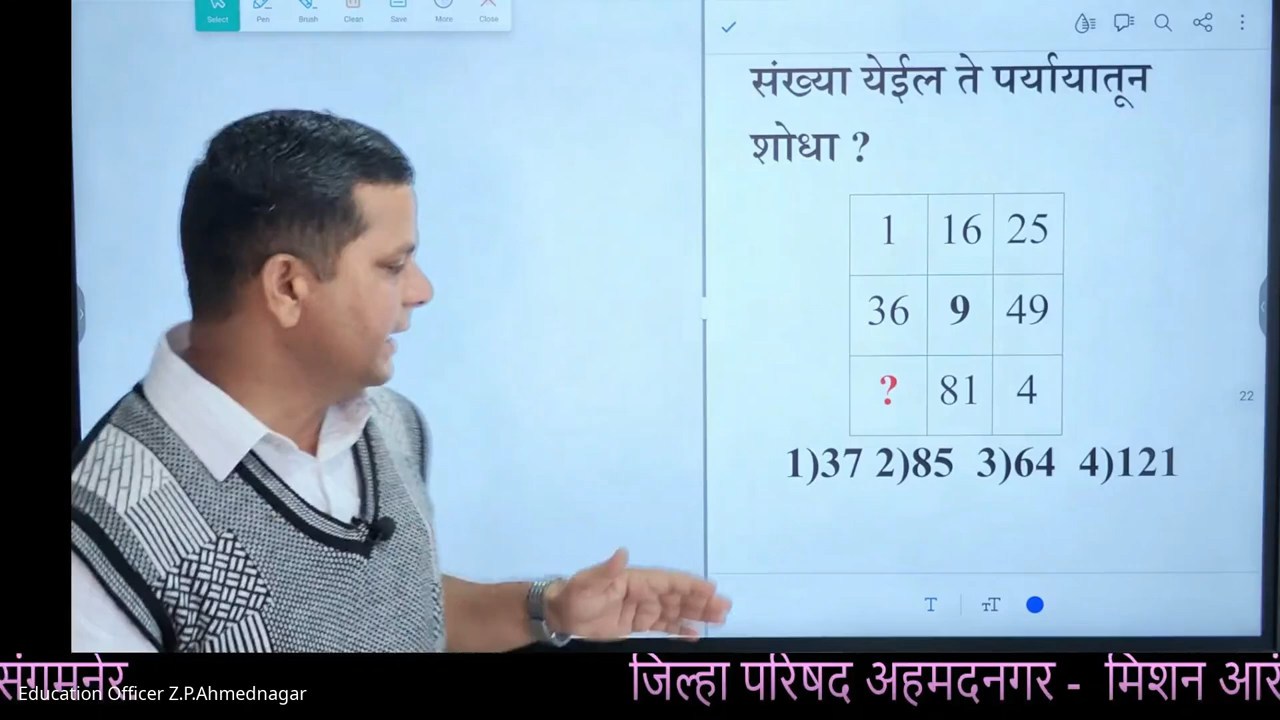 Select Pen Brush Clean Save More Close
संख्या येईल ते पर्यायातून
शोधा ?
1 16 25
36 9 49
? 81 4
22
1)37 2)85 3)64 4)121
T TT
संगमनेर जिल्हा परिषद अहमदनगर - मिशन आरं
Education Officer Z.P.Ahmednagar